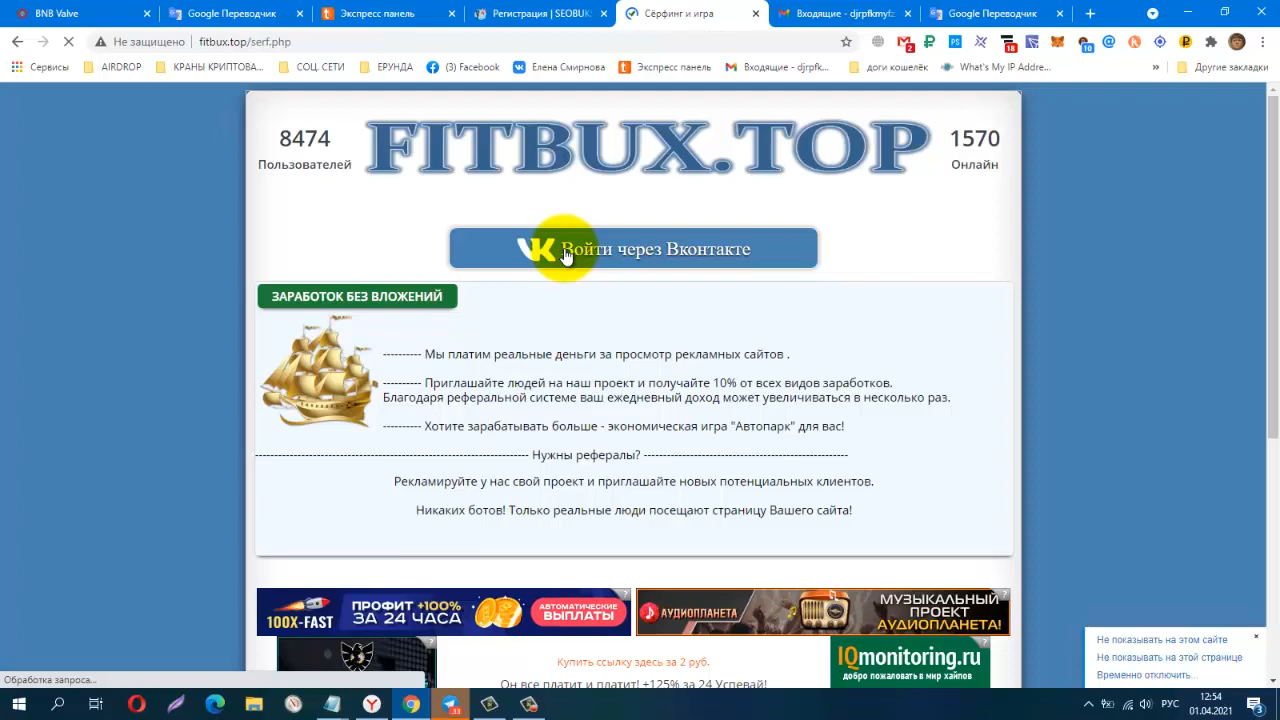 BNB Valve
Google Переводчик
Экспресс панель
Регистрация | SEOBUK
Сёрфинг и игра
Входящие - djrpfkmyfz
Google Переводчик
Не защищено
fitbux.top/serf.php
2
18
10
Сервисы
AIRDROP
КРАНЫ КРИПТОВА...
СОЦ. СЕТИ
ЕРУНДА
(3) Facebook
Елена Смирнова
Экспресс панель
Входящие - djrpfk...
доги кошелёк
What's My IP Addre...
»
Другие закладки
8474
Пользователей
FITBUX.TOP
1570
Онлайн
Войти через Вконтакте
ЗАРАБОТОК БЕЗ ВЛОЖЕНИЙ
---------- Мы платим реальные деньги за просмотр рекламных сайтов .
---------- Приглашайте людей на наш проект и получайте 10% от всех видов заработков.
Благодаря реферальной системе ваш ежедневный доход может увеличиваться в несколько раз.
---------- Хотите зарабатывать больше - экономическая игра "Автопарк" для вас!
---------- Нужны рефералы? ----------
Рекламируйте у нас свой проект и приглашайте новых потенциальных клиентов.
Никаких ботов! Только реальные люди посещают страницу Вашего сайта!
100X-FAST
ПРОФИТ +100%
ЗА 24 ЧАСА
АВТОМАТИЧЕСКИЕ
ВЫПЛАТЫ
АУДИОПЛАНЕТА
МУЗЫКАЛЬНЫЙ
ПРОЕКТ
АУДИОПЛАНЕТА!
Купить ссылку здесь за 2 руб.
Он все платит и платит! +125% за 24 Успевай!
IQmonitoring.ru
добро пожаловать в мир хайпов
Не показывать на этом сайте
Не показывать на этой странице
Временно отключить...
Обработка запроса...
33
РУС
12:54
01.04.2021
3